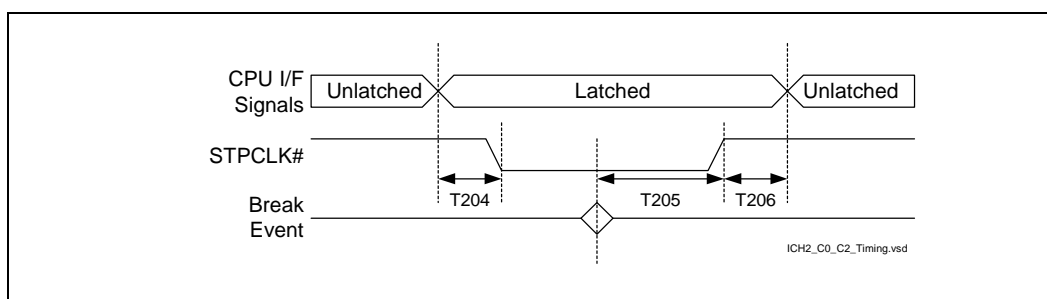 CPU I/F
Signals
Unlatched
Latched
Unlatched
STPCLK#
T204
T205
T206
Break
Event
ICH2_C0_C2_Timing.vsd